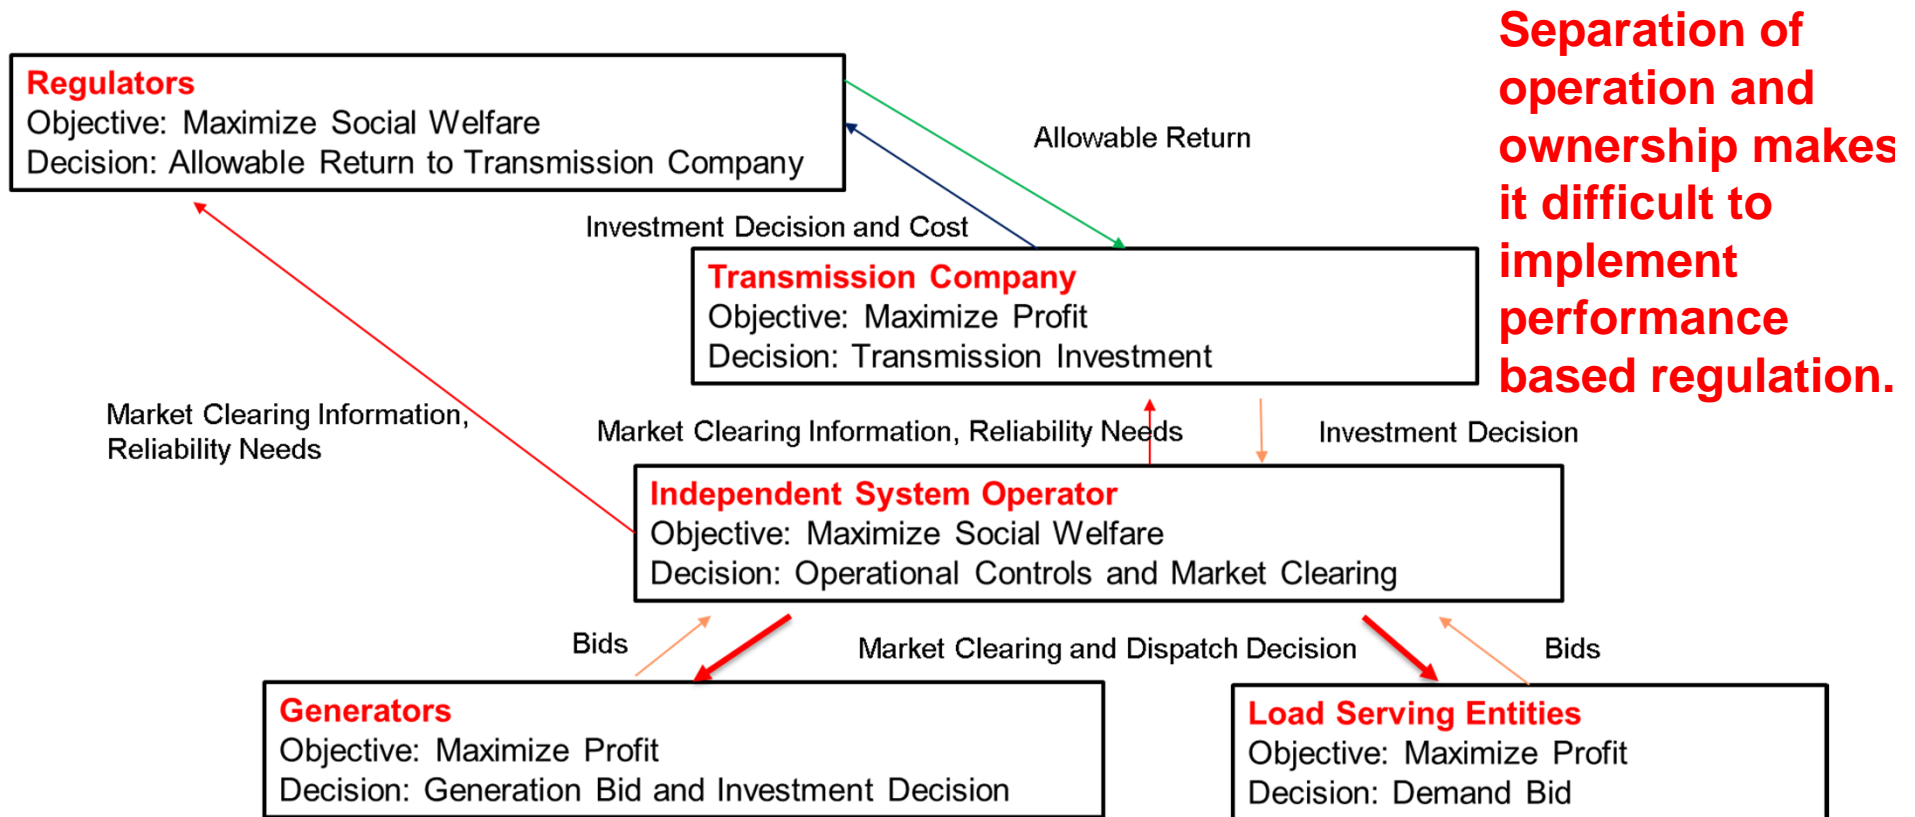 Separation of
operation and
ownership makes
it difficult to
implement
performance
based regulation.
Regulators
Objective: Maximize Social Welfare
Decision: Allowable Return to Transmission Company
Allowable Return
Investment Decision and Cost
Transmission Company
Objective: Maximize Profit
Decision: Transmission Investment
Market Clearing Information,
Reliability Needs
Market Clearing Information, Reliability Needs
Investment Decision
Independent System Operator
Objective: Maximize Social Welfare
Decision: Operational Controls and Market Clearing
Bids
Market Clearing and Dispatch Decision
Bids
Generators
Objective: Maximize Profit
Decision: Generation Bid and Investment Decision
Load Serving Entities
Objective: Maximize Profit
Decision: Demand Bid